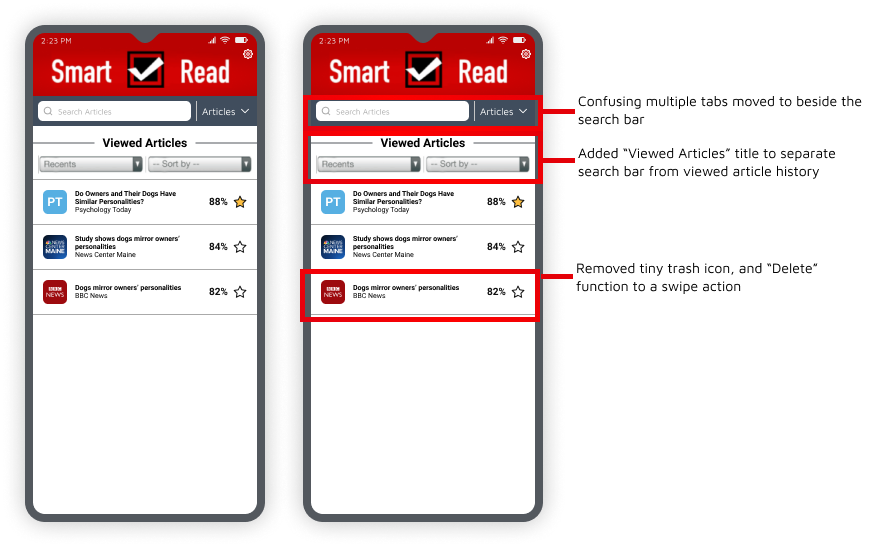 2:23 PM
Smart Read
Search Articles
Articles
Viewed Articles
Recents
-- Sort by --
PT
Do Owners and Their Dogs Have
Similar Personalities?
Psychology Today
88%
NEWS
CENTER
MAINE
Study shows dogs mirror owners'
personalities
News Center Maine
84%
BBC
NEWS
Dogs mirror owners' personalities
BBC News
82%
2:23 PM
Smart Read
Search Articles
Articles
Viewed Articles
Recents
-- Sort by --
PT
Do Owners and Their Dogs Have
Similar Personalities?
Psychology Today
88%
NEWS
CENTER
MAINE
Study shows dogs mirror owners'
personalities
News Center Maine
84%
BBC
NEWS
Dogs mirror owners' personalities
BBC News
82%
Confusing multiple tabs moved to beside the
search bar
Added “Viewed Articles” title to separate
search bar from viewed article history
Removed tiny trash icon, and “Delete”
function to a swipe action